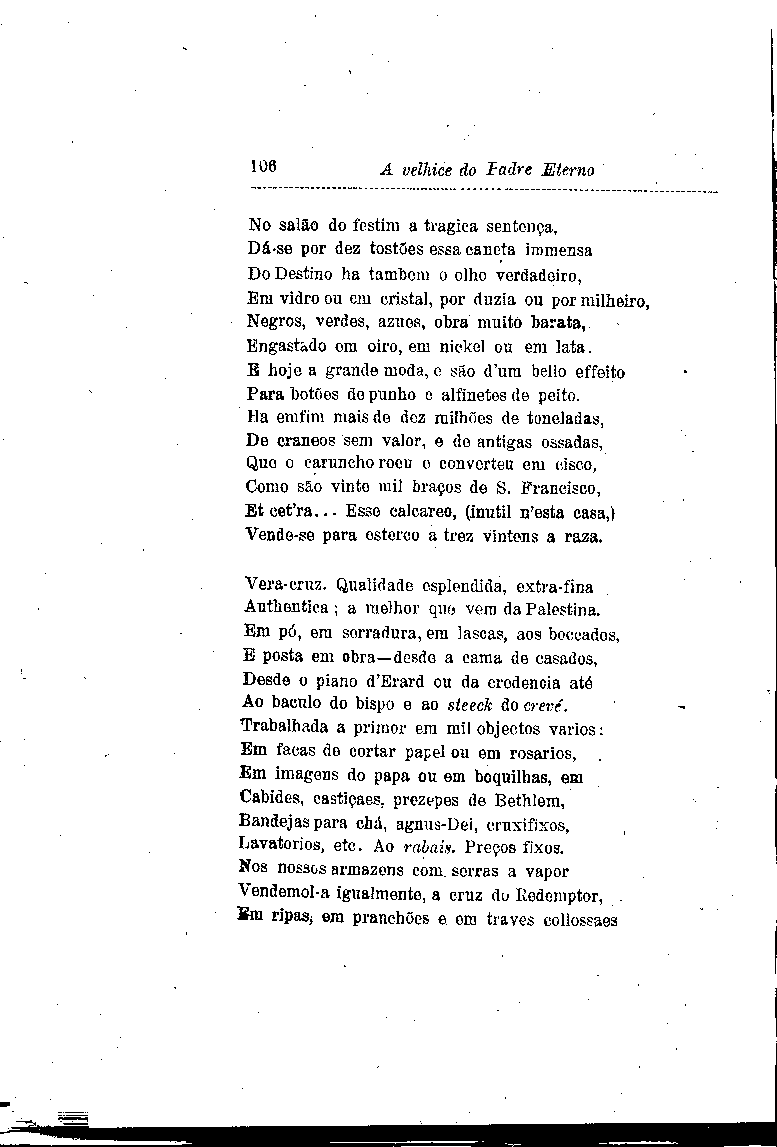 106 A velhice do Padre Eterno
No salão do festim a tragica sentença,
Dá-se por dez tostões essa caneta immensa
Do Destino ha tambem o olho verdadeiro,
Em vidro ou em cristal, por duzia ou por milheiro,
Negros, verdes, azues, obra muito barata,
Engastado em oiro, em nickel ou em lata.
E hoje a grande moda, e são d'um bello effeito
Para botões de punho e alfinetes de peito.
Ha emfim mais de dez milhões de toneladas,
De craneos sem valor, e de antigas ossadas,
Que o caruncho roeu e converteu em cisco,
Como são vinte mil braços de S. Francisco,
Et cet'ra... Esse calcareo, (inutil n'esta casa,)
Vende-se para esterco a trez vintens a raza.
Vera-cruz. Qualidade esplendida, extra-fina
Authentica; a melhor que vem da Palestina.
Em pó, em serradura, em lascas, aos boccados,
E posta em obra—desde a cama de casados,
Desde o piano d'Erard ou da credencia até
Ao baculo do bispo e ao steeck do crevé.
Trabalhada a primor em mil objectos varios:
Em facas de cortar papel ou em rosarios,
Em imagens do papa ou em boquilhas, em
Cabides, castiçaes, prezepes de Bethlem,
Bandejas para chá, agnus-Dei, cruxifixos,
Lavatorios, etc. Ao rabais. Preços fixos.
Nos nossos armazens com serras a vapor
Vendemol-a igualmente, a cruz do Redemptor,
Em ripas, em pranchões e em traves collossaes